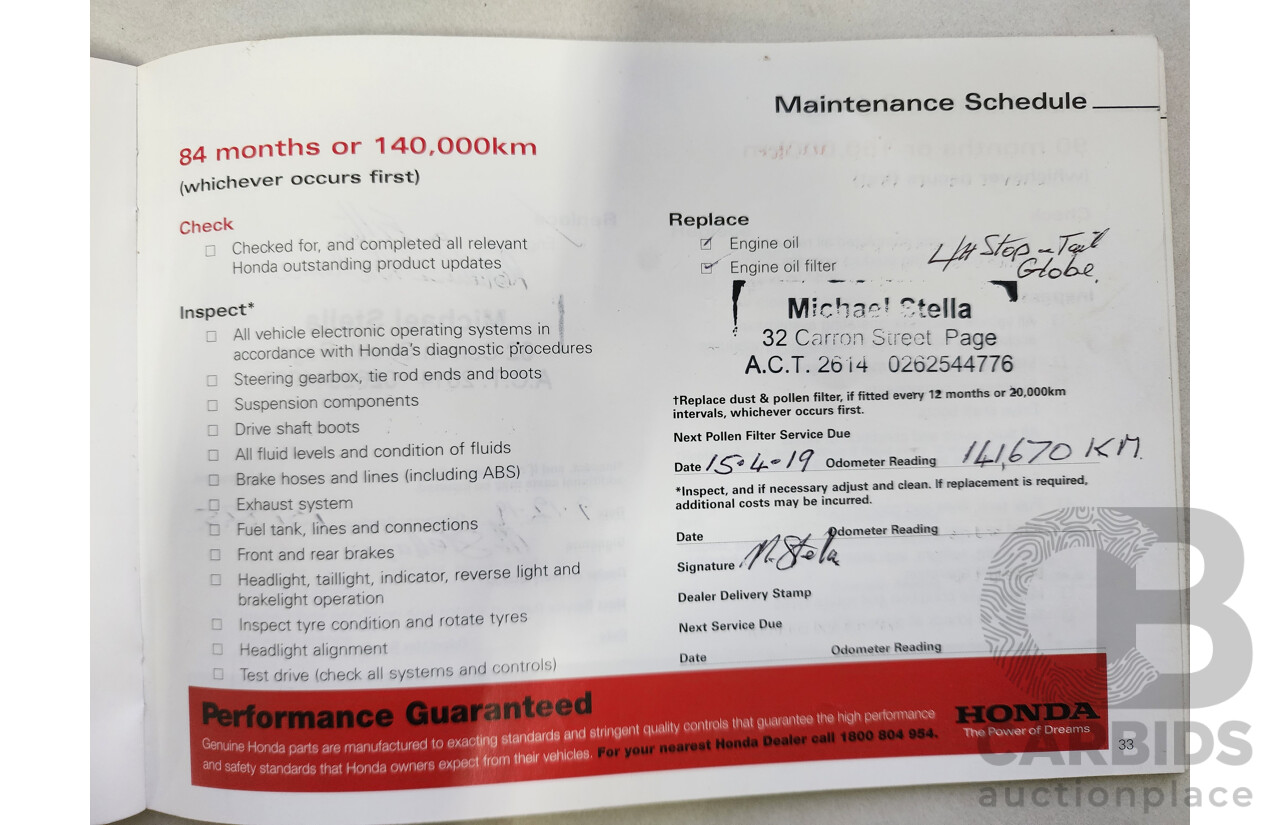 Maintenance Schedule
84 months or 140,000km
(whichever occurs first)
Check
Checked for, and completed all relevant
Honda outstanding product updates
Inspect*
All vehicle electronic operating systems in
accordance with Honda's diagnostic procedures
Steering gearbox, tie rod ends and boots
Suspension components
Drive shaft boots
All fluid levels and condition of fluids
Brake hoses and lines (including ABS)
Exhaust system
Fuel tank, lines and connections
Front and rear brakes
Headlight, taillight, indicator, reverse light and
brakelight operation
Inspect tyre condition and rotate tyres
Headlight alignment
Test drive (check all systems and controls)
Replace
Engine oil
Engine oil filter
L/H Stop - Tail
Globe.
Michael Stella
32 Carron Street Page
A.C.T. 2614 0262544776
†Replace dust & pollen filter, if fitted every 12 months or 20,000km
intervals, whichever occurs first.
Next Pollen Filter Service Due
Date 15-4-19 Odometer Reading 141,670 KM.
*Inspect, and if necessary adjust and clean. If replacement is required,
additional costs may be incurred.
Date Odometer Reading
Signature M. Stella
Dealer Delivery Stamp
Next Service Due
Date Odometer Reading
Performance Guaranteed
Genuine Honda parts are manufactured to exacting standards and stringent quality controls that guarantee the high performance
and safety standards that Honda owners expect from their vehicles. For your nearest Honda Dealer call 1800 804 954.
HONDA
The Power of Dreams
33
CB
CARBIDS
auctionplace